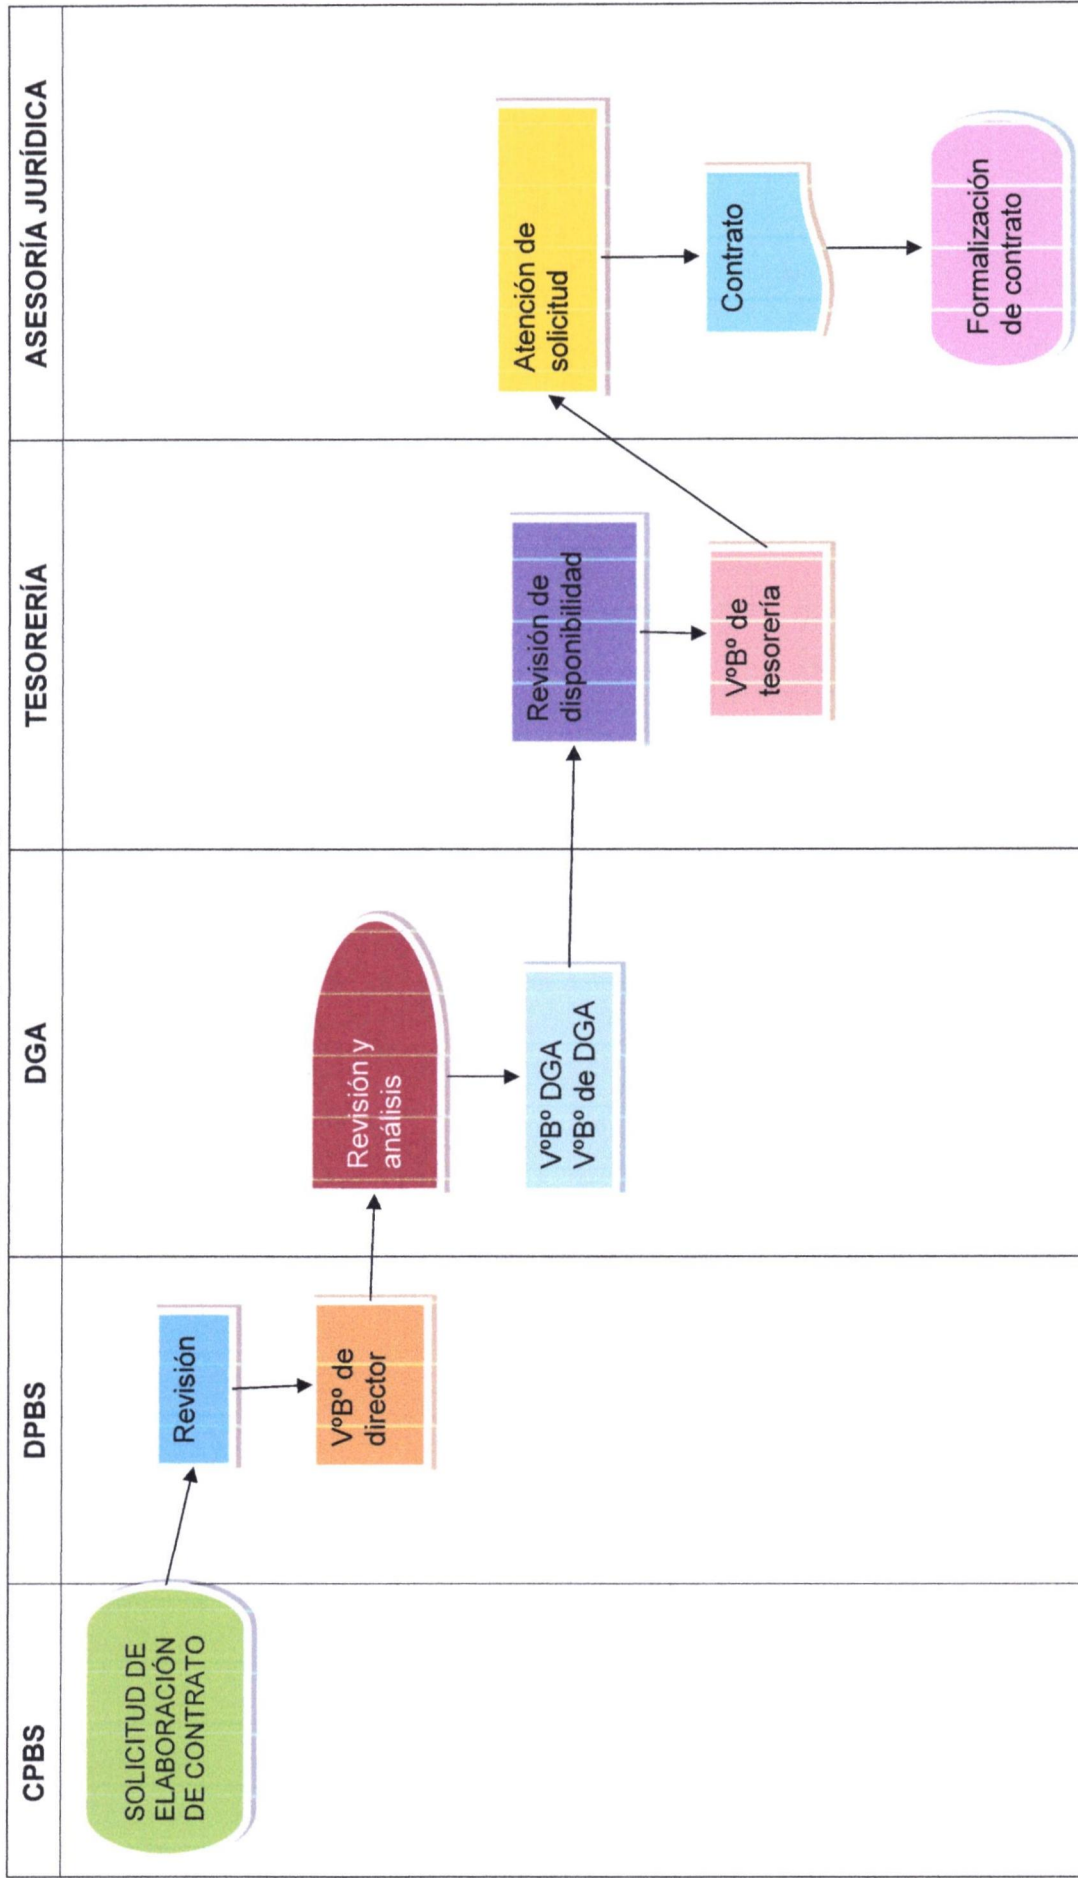 CPBS
DPBS
DGA
TESORERÍA
ASESORÍA JURÍDICA
SOLICITUD DE
ELABORACIÓN
DE CONTRATO
Revisión
VºBº de
director
Revisión y
análisis
VºBº DGA
VºBº de DGA
Revisión de
disponibilidad
VºBº de
tesorería
Atención de
solicitud
Contrato
Formalización
de contrato